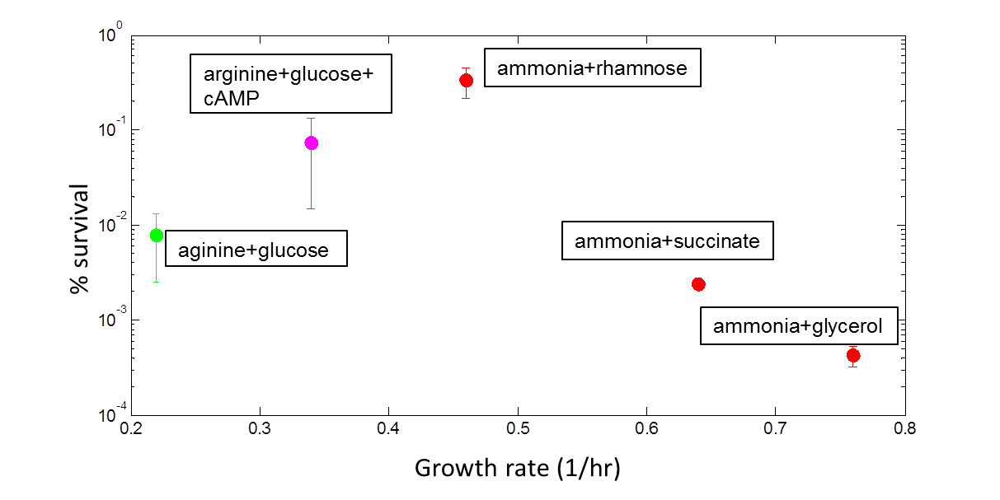 10^0
arginine+glucose+
cAMP
ammonia+rhamnose
10^-1
10^-2
aginine+glucose
ammonia+succinate
% survival
10^-3
ammonia+glycerol
10^-4
0.2 0.3 0.4 0.5 0.6 0.7 0.8
Growth rate (1/hr)